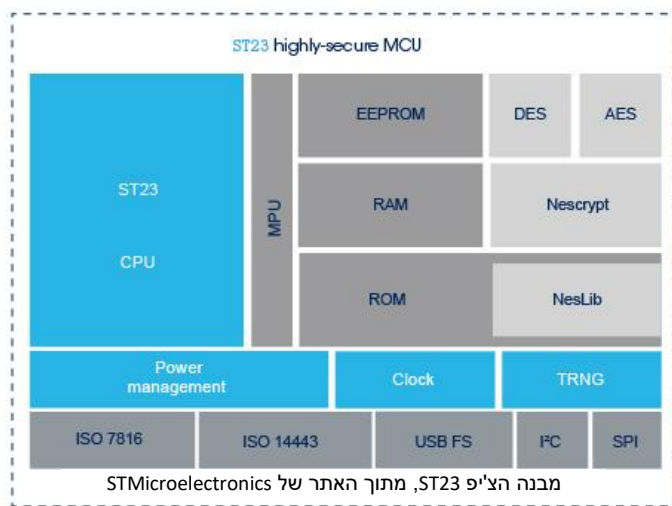 ST23 highly-secure MCU
ST23
CPU
MPU
EEPROM
DES
AES
RAM
Nescrypt
ROM
NesLib
Power
management
Clock
TRNG
ISO 7816
ISO 14443
USB FS
I²C
SPI
מבנה הצ'יפ ST23, מתוך האתר של STMicroelectronics